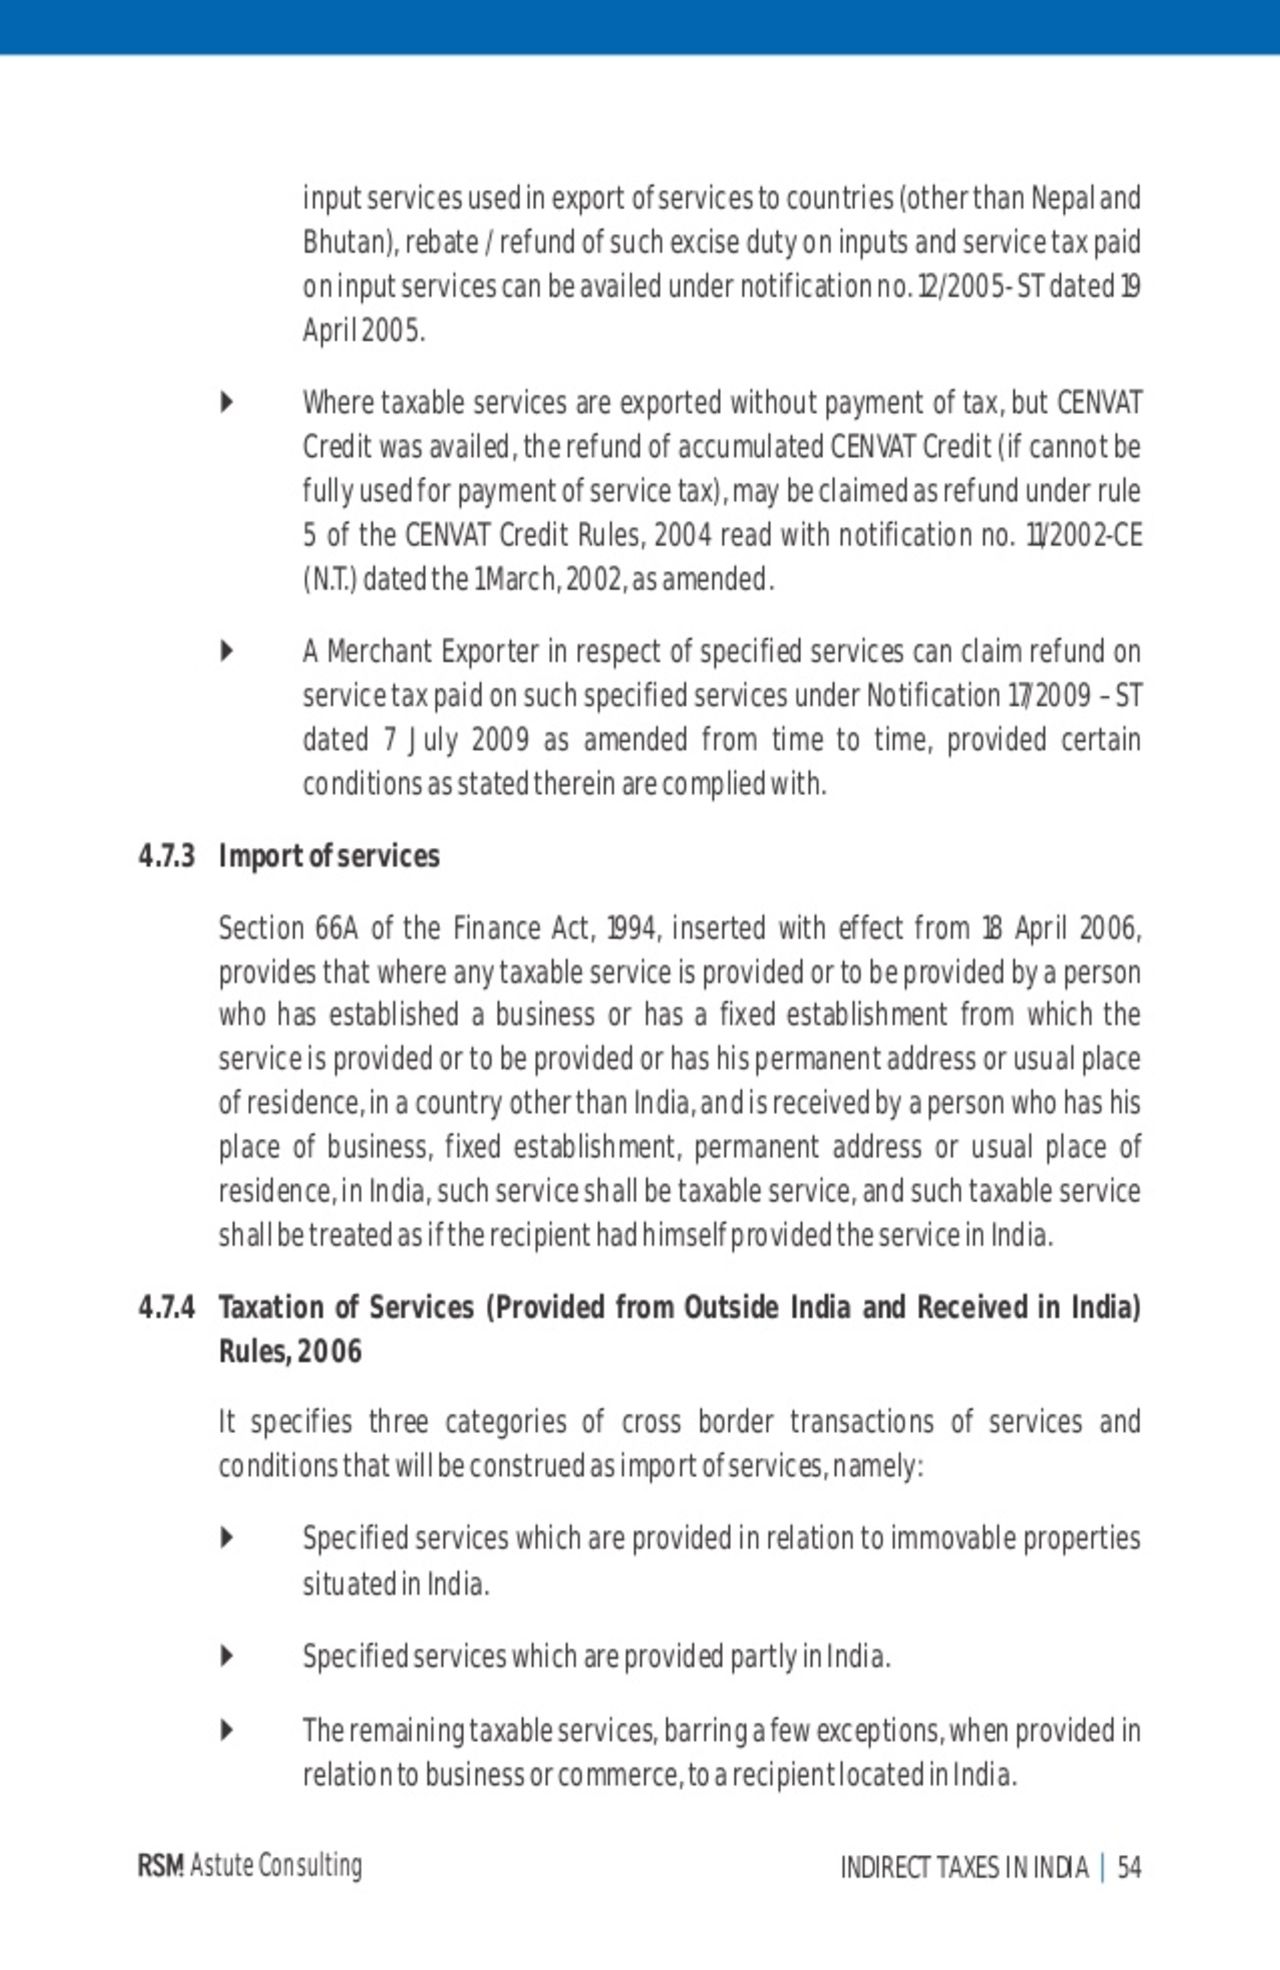 input services used in export of services to countries (other than Nepal and
Bhutan), rebate / refund of such excise duty on inputs and service tax paid
on input services can be availed under notification no. 12/2005- ST dated 19
April 2005.
Where taxable services are exported without payment of tax, but CENVAT
Credit was availed, the refund of accumulated CENVAT Credit (if cannot be
fully used for payment of service tax), may be claimed as refund under rule
5 of the CENVAT Credit Rules, 2004 read with notification no. 11/2002-CE
(N.T.) dated the 1 March, 2002, as amended.
A Merchant Exporter in respect of specified services can claim refund on
service tax paid on such specified services under Notification 17/2009 – ST
dated 7 July 2009 as amended from time to time, provided certain
conditions as stated therein are complied with.
4.7.3 Import of services
Section 66A of the Finance Act, 1994, inserted with effect from 18 April 2006,
provides that where any taxable service is provided or to be provided by a person
who has established a business or has a fixed establishment from which the
service is provided or to be provided or has his permanent address or usual place
of residence, in a country other than India, and is received by a person who has his
place of business, fixed establishment, permanent address or usual place of
residence, in India, such service shall be taxable service, and such taxable service
shall be treated as if the recipient had himself provided the service in India.
4.7.4 Taxation of Services (Provided from Outside India and Received in India)
Rules, 2006
It specifies three categories of cross border transactions of services and
conditions that will be construed as import of services, namely:
Specified services which are provided in relation to immovable properties
situated in India.
Specified services which are provided partly in India.
The remaining taxable services, barring a few exceptions, when provided in
relation to business or commerce, to a recipient located in India.
RSM Astute Consulting
INDIRECT TAXES IN INDIA | 54